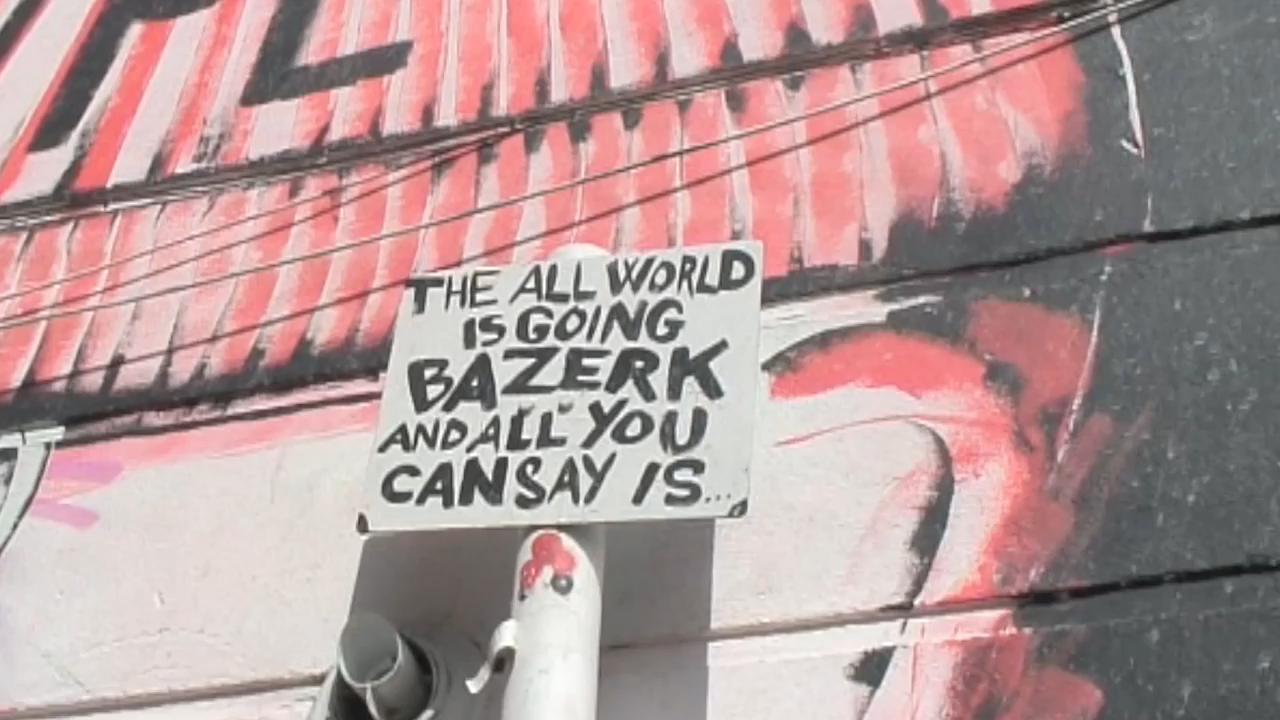 THE ALL WORLD
IS GOING
BAZERK
AND ALL YOU
CAN SAY IS...